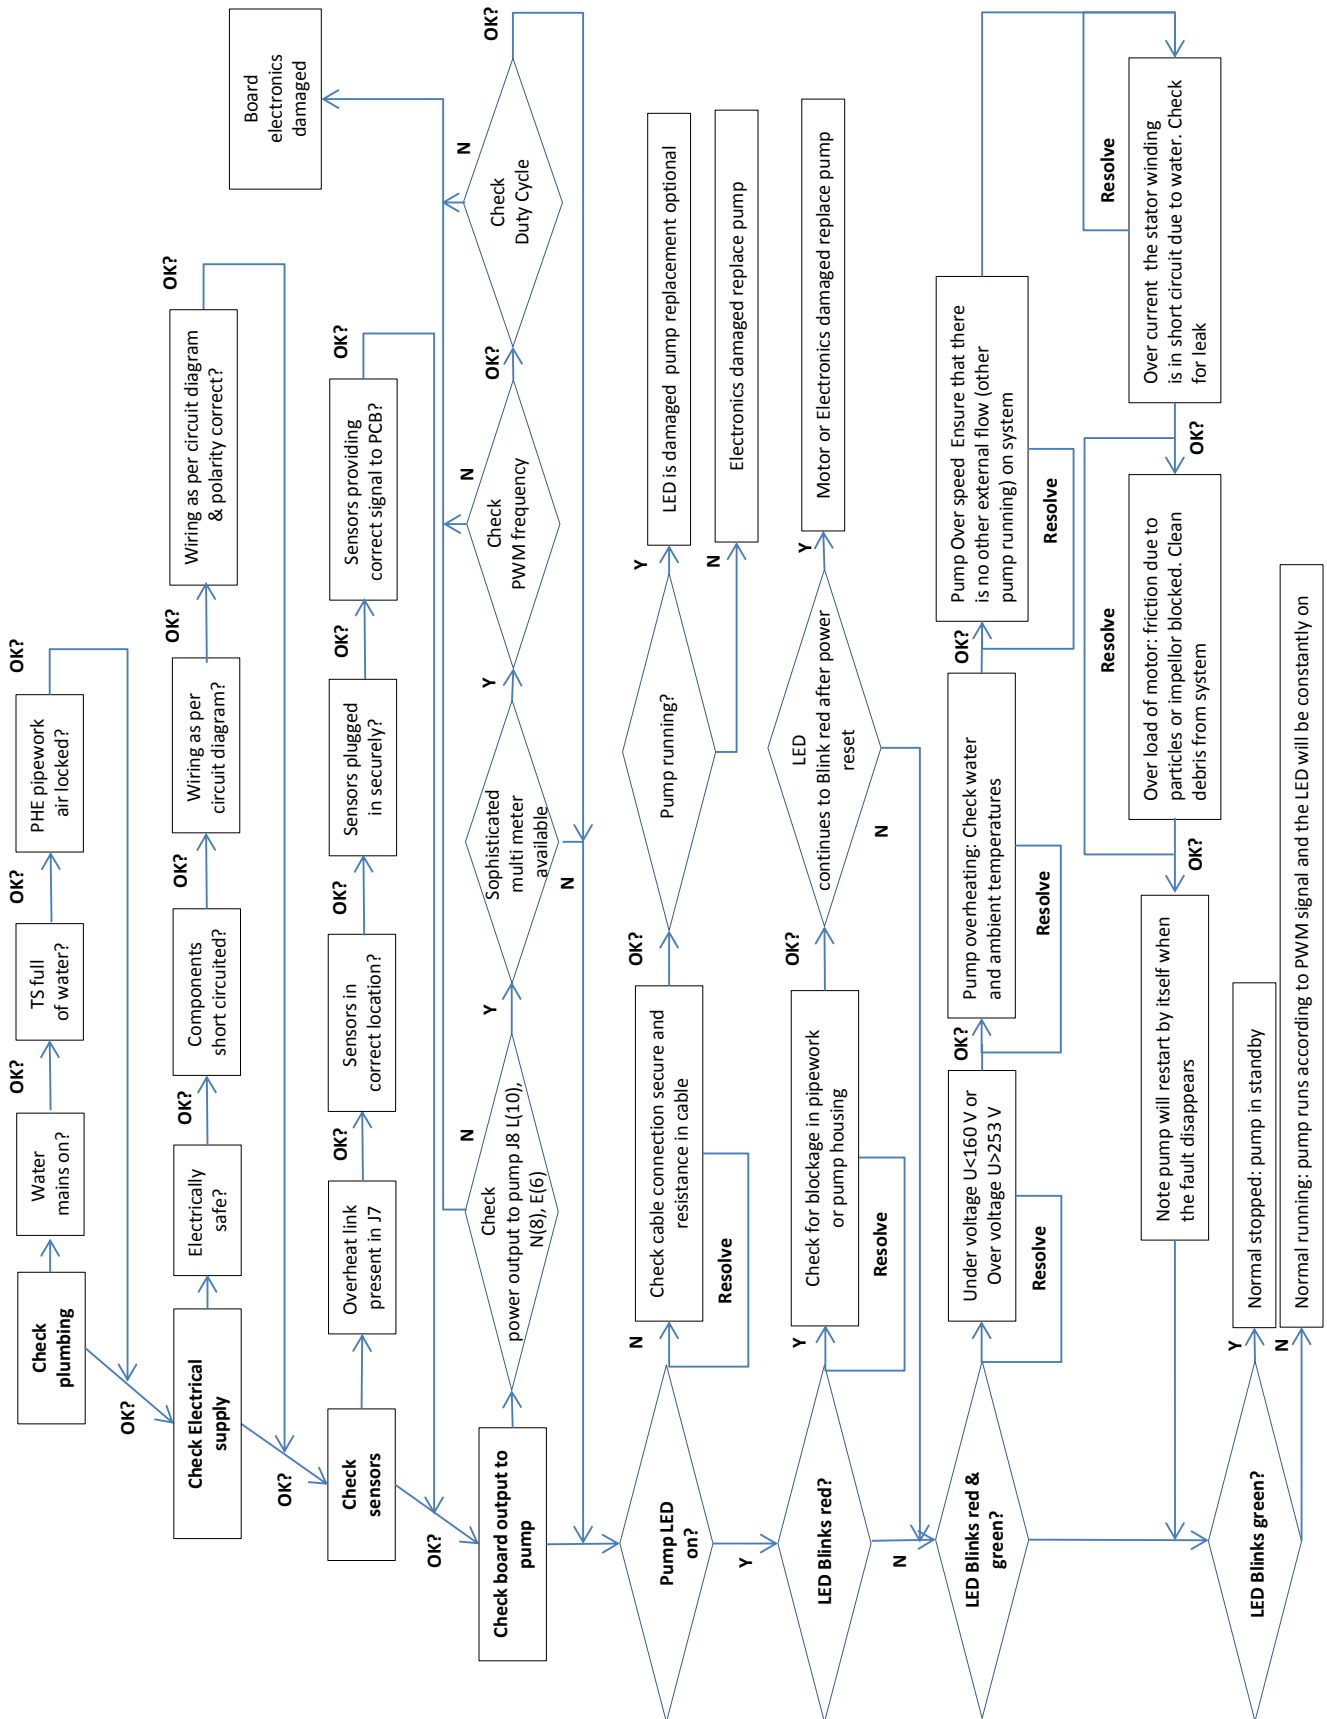 Check
plumbing
Water
mains on?
OK?
TS full
of water?
OK?
PHE pipework
air locked?
OK?
OK?
Check Electrical
supply
Electrically
safe?
OK?
Components
short circuited?
OK?
Wiring as per
circuit diagram?
OK?
Wiring as per circuit diagram
& polarity correct?
OK?
OK?
Check
sensors
Overheat link
present in J7
OK?
Sensors in
correct location?
OK?
Sensors plugged
in securely?
OK?
Sensors providing
correct signal to PCB?
OK?
Board
electronics
damaged
OK?
Check board output to
pump
Check
power output to pump J8 L(10),
N(8), E(6)
N
Y
Sophisticated
multi meter
available
Y
N
Check
PWM frequency
N
OK?
Check
Duty Cycle
N
OK?
Pump LED
on?
N
Check cable connection secure and
resistance in cable
Resolve
OK?
Pump running?
Y
LED is damaged pump replacement optional
N
Electronics damaged replace pump
Y
LED Blinks red?
Y
Check for blockage in pipework
or pump housing
Resolve
OK?
LED
continues to Blink red after power
reset
Y
Motor or Electronics damaged replace pump
N
N
LED Blinks red &
green?
Under voltage U<160 V or
Over voltage U>253 V
Resolve
OK?
Pump overheating: Check water
and ambient temperatures
Resolve
OK?
Pump Over speed Ensure that there
is no other external flow (other
pump running) on system
Resolve
Over current the stator winding
is in short circuit due to water. Check
for leak
Resolve
OK?
Over load of motor: friction due to
particles or impellor blocked. Clean
debris from system
Resolve
OK?
Note pump will restart by itself when
the fault disappears
LED Blinks green?
Y
Normal stopped: pump in standby
N
Normal running: pump runs according to PWM signal and the LED will be constantly on